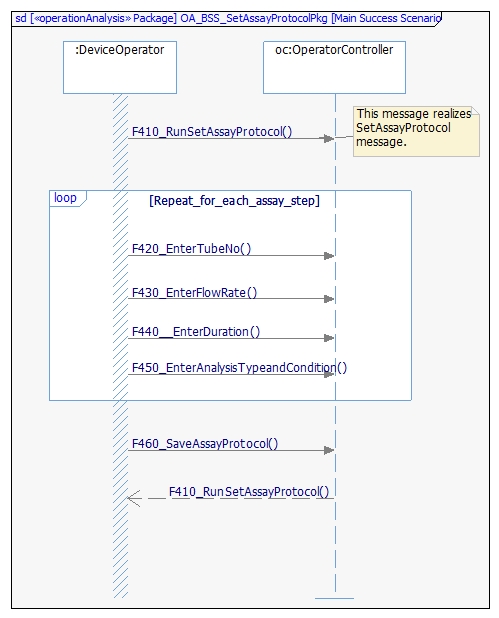 sd [«operationAnalysis» Package] OA_BSS_SetAssayProtocolPkg [Main Success Scenario
:DeviceOperator
oc:OperatorController
F410_RunSetAssayProtocol()
This message realizes
SetAssayProtocol
message.
loop
[Repeat_for_each_assay_step]
F420_EnterTubeNo()
F430_EnterFlowRate()
F440__EnterDuration()
F450_EnterAnalysisTypeandCondition()
F460_SaveAssayProtocol()
F410_RunSetAssayProtocol()